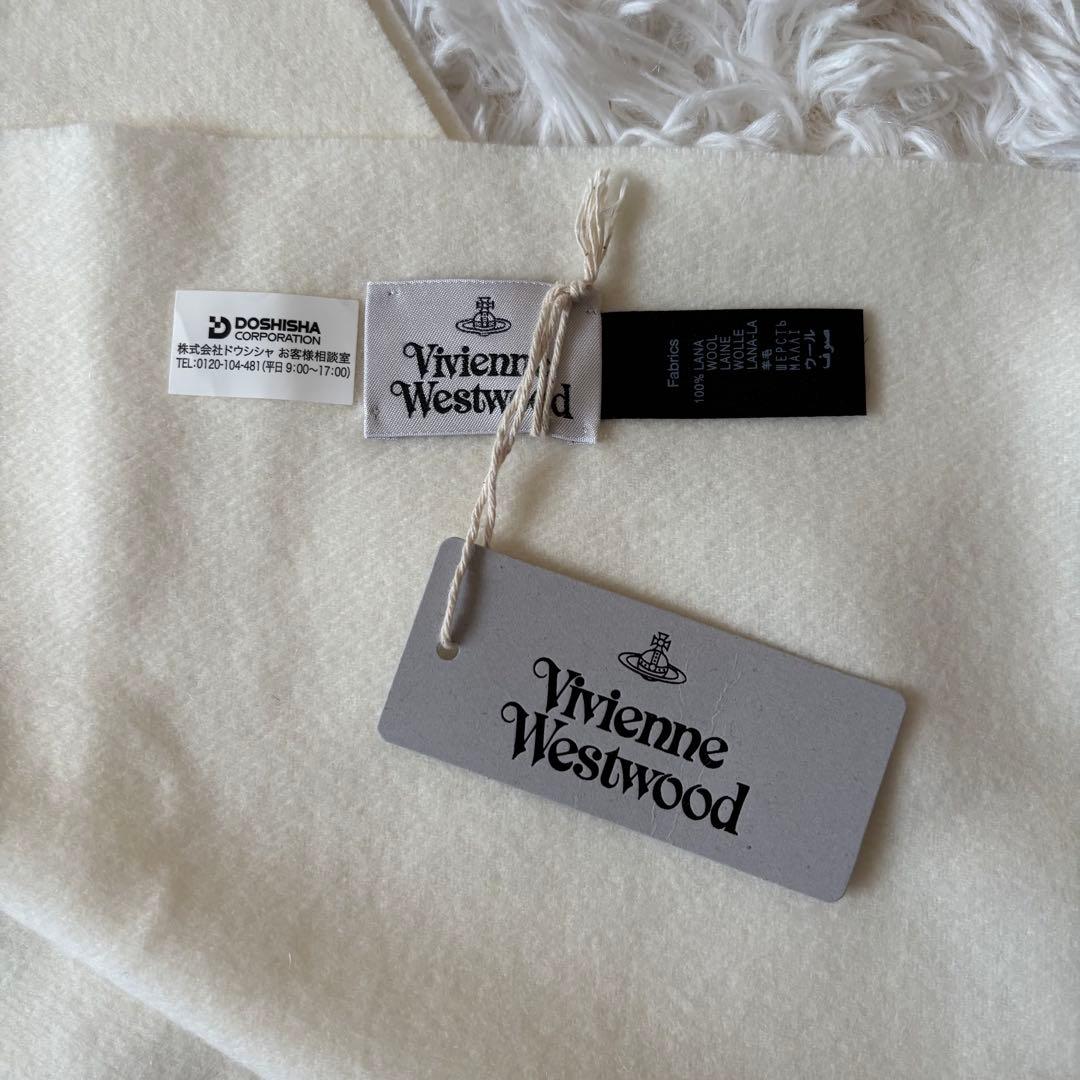 DOSHISHA
CORPORATION
株式会社ドウシシャ お客様相談室
TEL:0120-104-481(平日 9:00〜17:00)
Vivienne
Westwood
Fabrics
100% LANA
WOOL
LAINE
WOLLE
LANA-LA
羊毛
ШЕРСТЬ
ΜΑΛΛΙ
ウール
صوف
Vivienne
Westwood